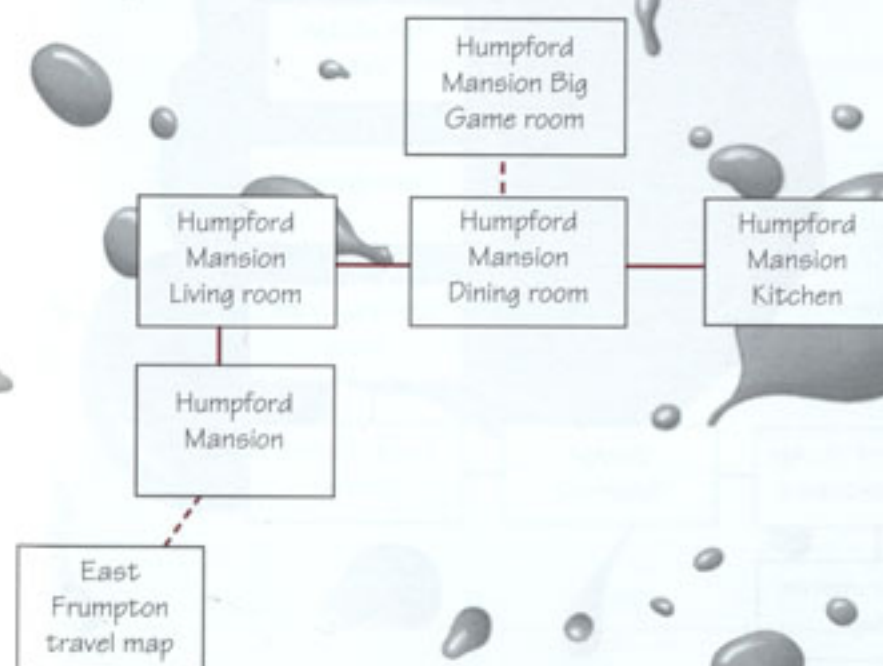 Humpford
Mansion Big
Game room
Humpford
Mansion
Living room
Humpford
Mansion
Dining room
Humpford
Mansion
Kitchen
Humpford
Mansion
East
Frumpton
travel map